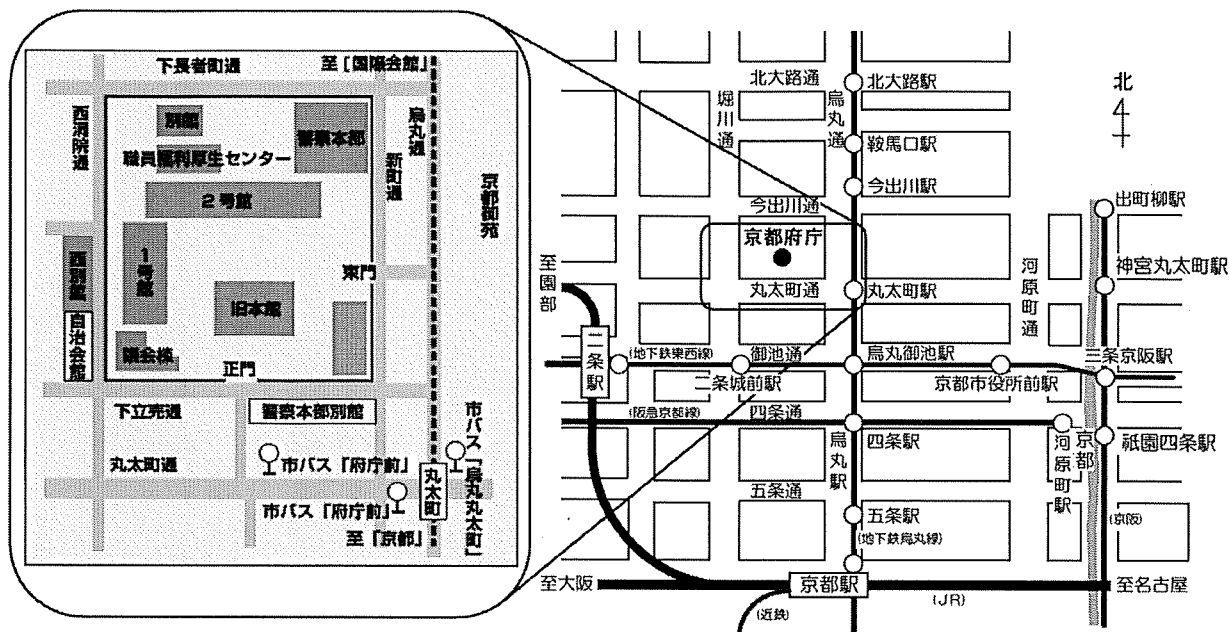 下長者町通
至［国際会館］
西洞院通
別館
警察本部
職員福利厚生センター
烏丸通
新町通
2号館
京都御苑
西別館
1号館
東門
旧本館
自治会館
議会棟
正門
下立売通
警察本部別館
市バス「烏丸丸太町」
丸太町通
市バス「府庁前」
丸太町
市バス「府庁前」
至「京都」
北大路通
北大路駅
堀川通
烏丸通
北
鞍馬口駅
今出川駅
今出川通
出町柳駅
京都府庁
至園部
河原町通
神宮丸太町駅
丸太町通
丸太町駅
二条駅
(地下鉄東西線)
御池通
烏丸御池駅
三条京阪駅
二条城前駅
京都市役所前駅
(阪急京都線)
四条通
烏丸駅
四条駅
京都
河原町駅
祇園四条駅
五条通
五条駅
(京阪)
(地下鉄烏丸線)
至大阪
京都駅
至名古屋
(近鉄)
(JR)